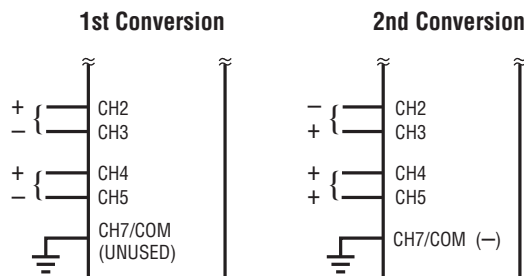 1st Conversion
2nd Conversion
+ { CH2
– CH3
+ { CH4
– CH5
CH7/COM
(UNUSED)
– { CH2
+ CH3
+ { CH4
+ CH5
CH7/COM (–)